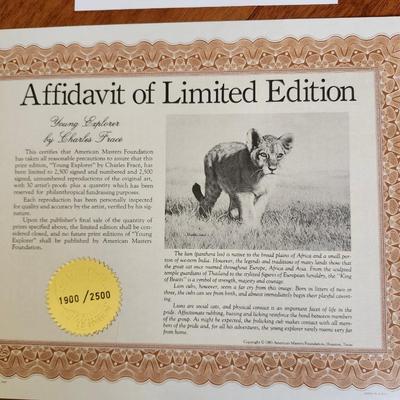 Affidavit of Limited Edition
Young Explorer
by Charles Frace
This certifies that American Masters Foundation
has taken all reasonable precautions to assure that this
print edition, "Young Explorer" by Charles Frace, has
been limited to 2,500 signed and numbered and 2,500
signed, unnumbered reproductions of the original art,
with 30 artist's proofs plus a quantity which has been
reserved for philanthropical fundraising purposes.
Each reproduction has been personally inspected
for quality and accuracy by the artist, verified by his sig-
nature.
Upon the publisher's final sale of the quantity of
prints specified above, the limited edition shall be con-
sidered closed, and no future print editions of "Young
Explorer" shall be published by American Masters
Foundation.
1900 / 2500
The lion (panthera leo) is native to the broad plains of Africa and a small por-
tion of western India. However, the legends and traditions of many lands show that
the great cat once roamed throughout Europe, Africa and Asia. From the sculpted
temple guardians of Thailand to the stylized figures of European heraldry, the "King
of Beasts" is a symbol of strength, majesty and courage.
Lion cubs, however, seem a far cry from this image. Born in litters of two or
three, the cubs can see from birth, and almost immediately begin their playful cavort-
ing.
Lions are social cats, and physical contact is an important facet of life in the
pride. Affectionate rubbing, biting and licking reinforce the bond between members
of the group. As might be expected, the frolicking cub makes contact with all mem-
bers of the pride and, for all his adventures, the young explorer rarely roams very far
from home.
Copyright © 1981 American Masters Foundation, Houston, Texas